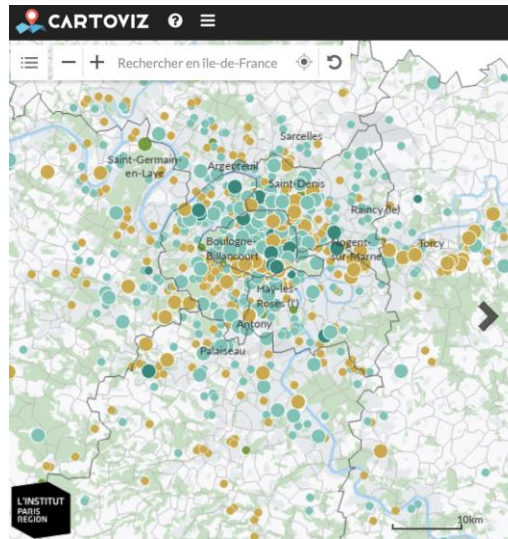 CARTOVIZ ?
Rechercher en île-de-France
Sarcelles
Saint-Germain-
en-Laye
Argenteuil
Saint-Denis
Raincy (le)
Boulogne-
Billancourt
Nogent-
sur-Marne
Torcy
Hay-les-
Roses (L')
Antony
Palaiseau
L'INSTITUT
PARIS
REGION
10km